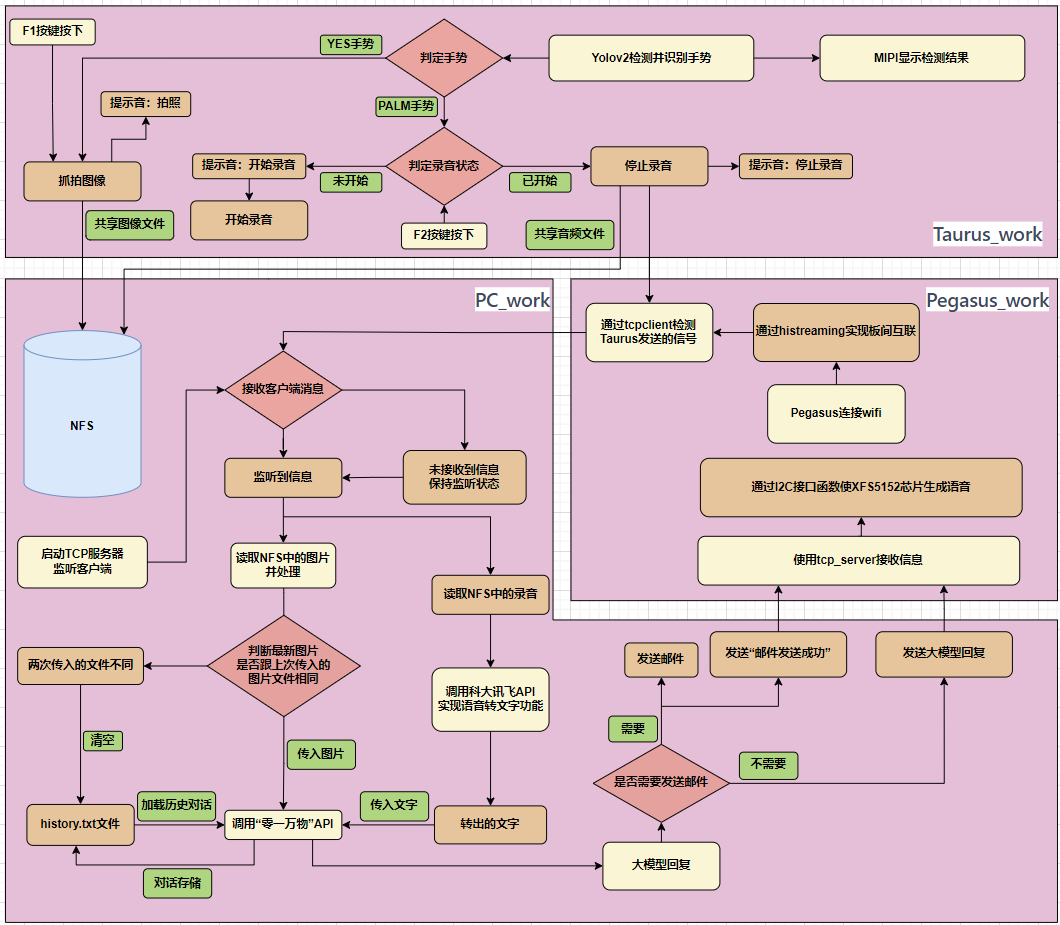 F1按键按下
YES手势
判定手势
Yolov2检测并识别手势
MIPI显示检测结果
提示音：拍照
PALM手势
抓拍图像
提示音：开始录音
判定录音状态
停止录音
提示音：停止录音
未开始
已开始
共享图像文件
开始录音
F2按键按下
共享音频文件
Taurus_work
PC_work
Pegasus_work
通过tcpclient检测
Taurus发送的信号
通过histreaming实现板间互联
接收客户端消息
Pegasus连接wifi
NFS
监听到信息
未接收到信息
保持监听状态
通过I2C接口函数使XFS5152芯片生成语音
启动TCP服务器
监听客户端
读取NFS中的图片
并处理
使用tcp_server接收信息
读取NFS中的录音
判断最新图片
是否跟上次传入的
图片文件相同
两次传入的文件不同
发送邮件
发送“邮件发送成功”
发送大模型回复
调用科大讯飞API
实现语音转文字功能
清空
传入图片
需要
不需要
是否需要发送邮件
加载历史对话
传入文字
history.txt文件
调用“零一万物”API
转出的文字
大模型回复
对话存储